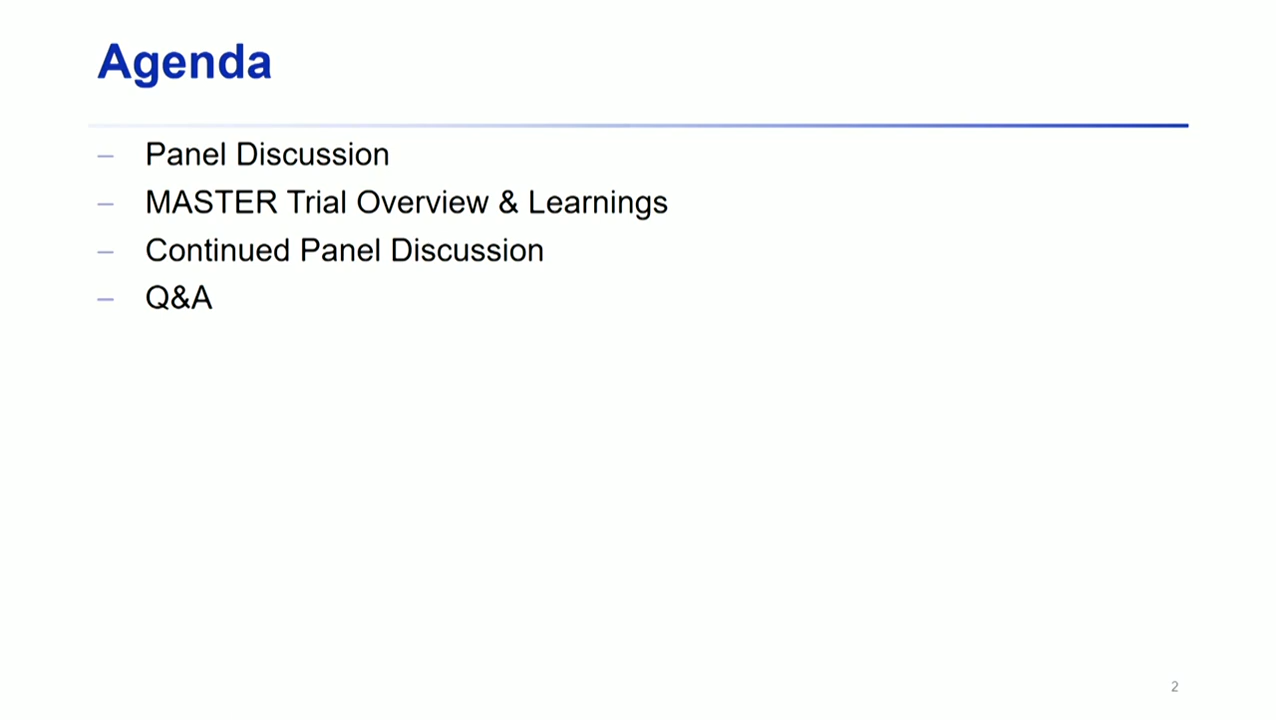 Agenda
– Panel Discussion
– MASTER Trial Overview & Learnings
– Continued Panel Discussion
– Q&A
2